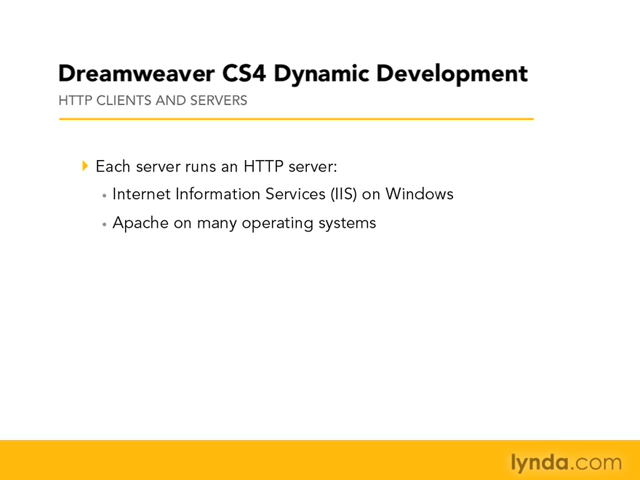 Dreamweaver CS4 Dynamic Development
HTTP CLIENTS AND SERVERS
Each server runs an HTTP server:
• Internet Information Services (IIS) on Windows
• Apache on many operating systems
lynda.com